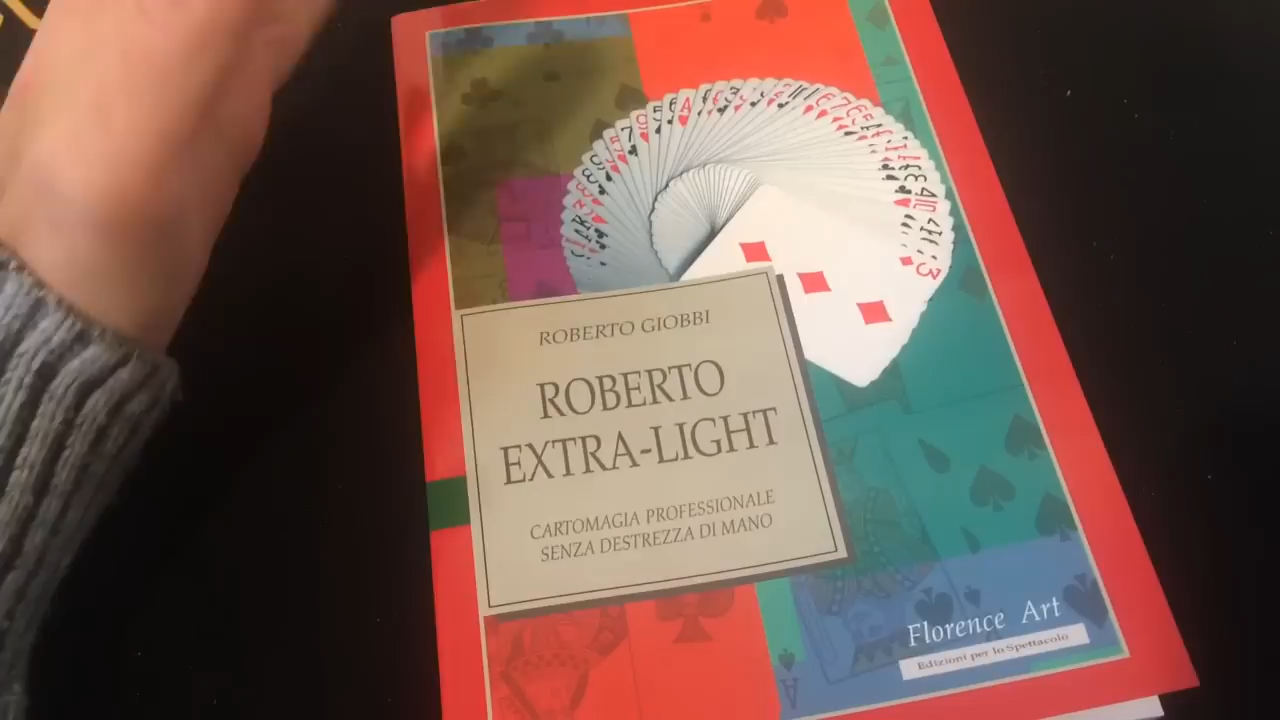 ROBERTO GIOBBI
ROBERTO
EXTRA-LIGHT
CARTOMAGIA PROFESSIONALE
SENZA DESTREZZA DI MANO
Florence Art
Edizioni per lo Spettacolo